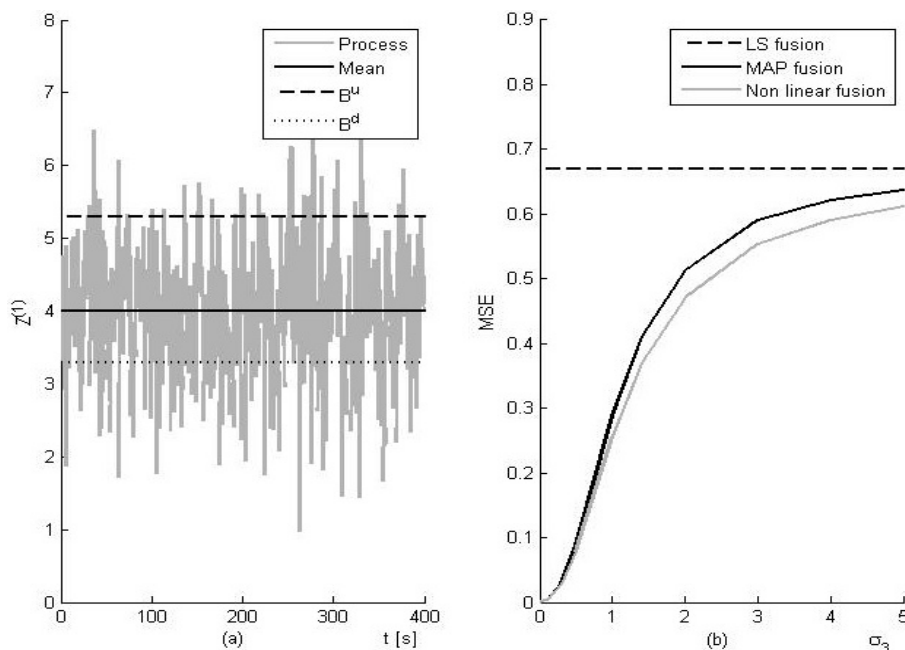 8
7
6
5
4
3
2
1
0
Z(1)
Process
Mean
Bu
Bd
0
100
200
300
400
(a)
t [s]
0.9
0.8
0.7
0.6
0.5
0.4
0.3
0.2
0.1
0
MSE
LS fusion
MAP fusion
Non linear fusion
0
1
2
3
4
5
(b)
σ3